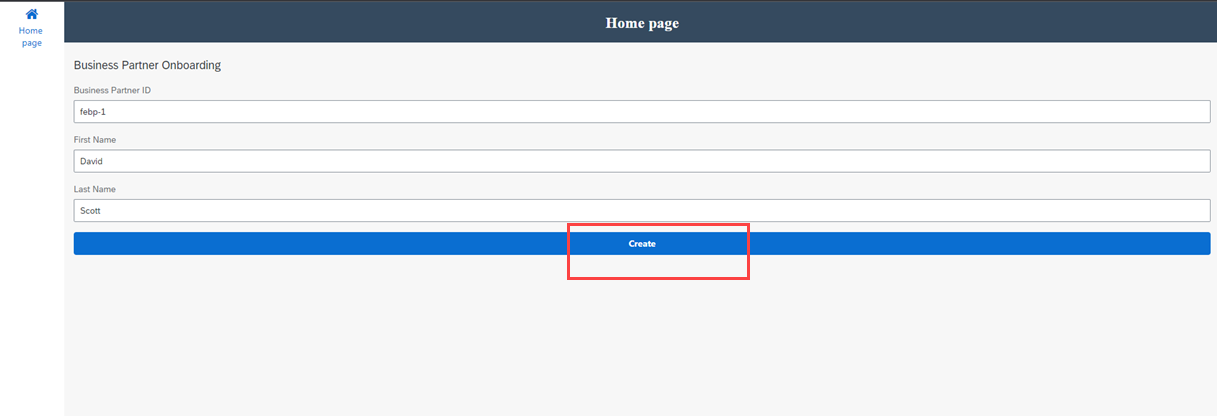 Home
page
Home page
Business Partner Onboarding
Business Partner ID
febp-1
First Name
David
Last Name
Scott
Create